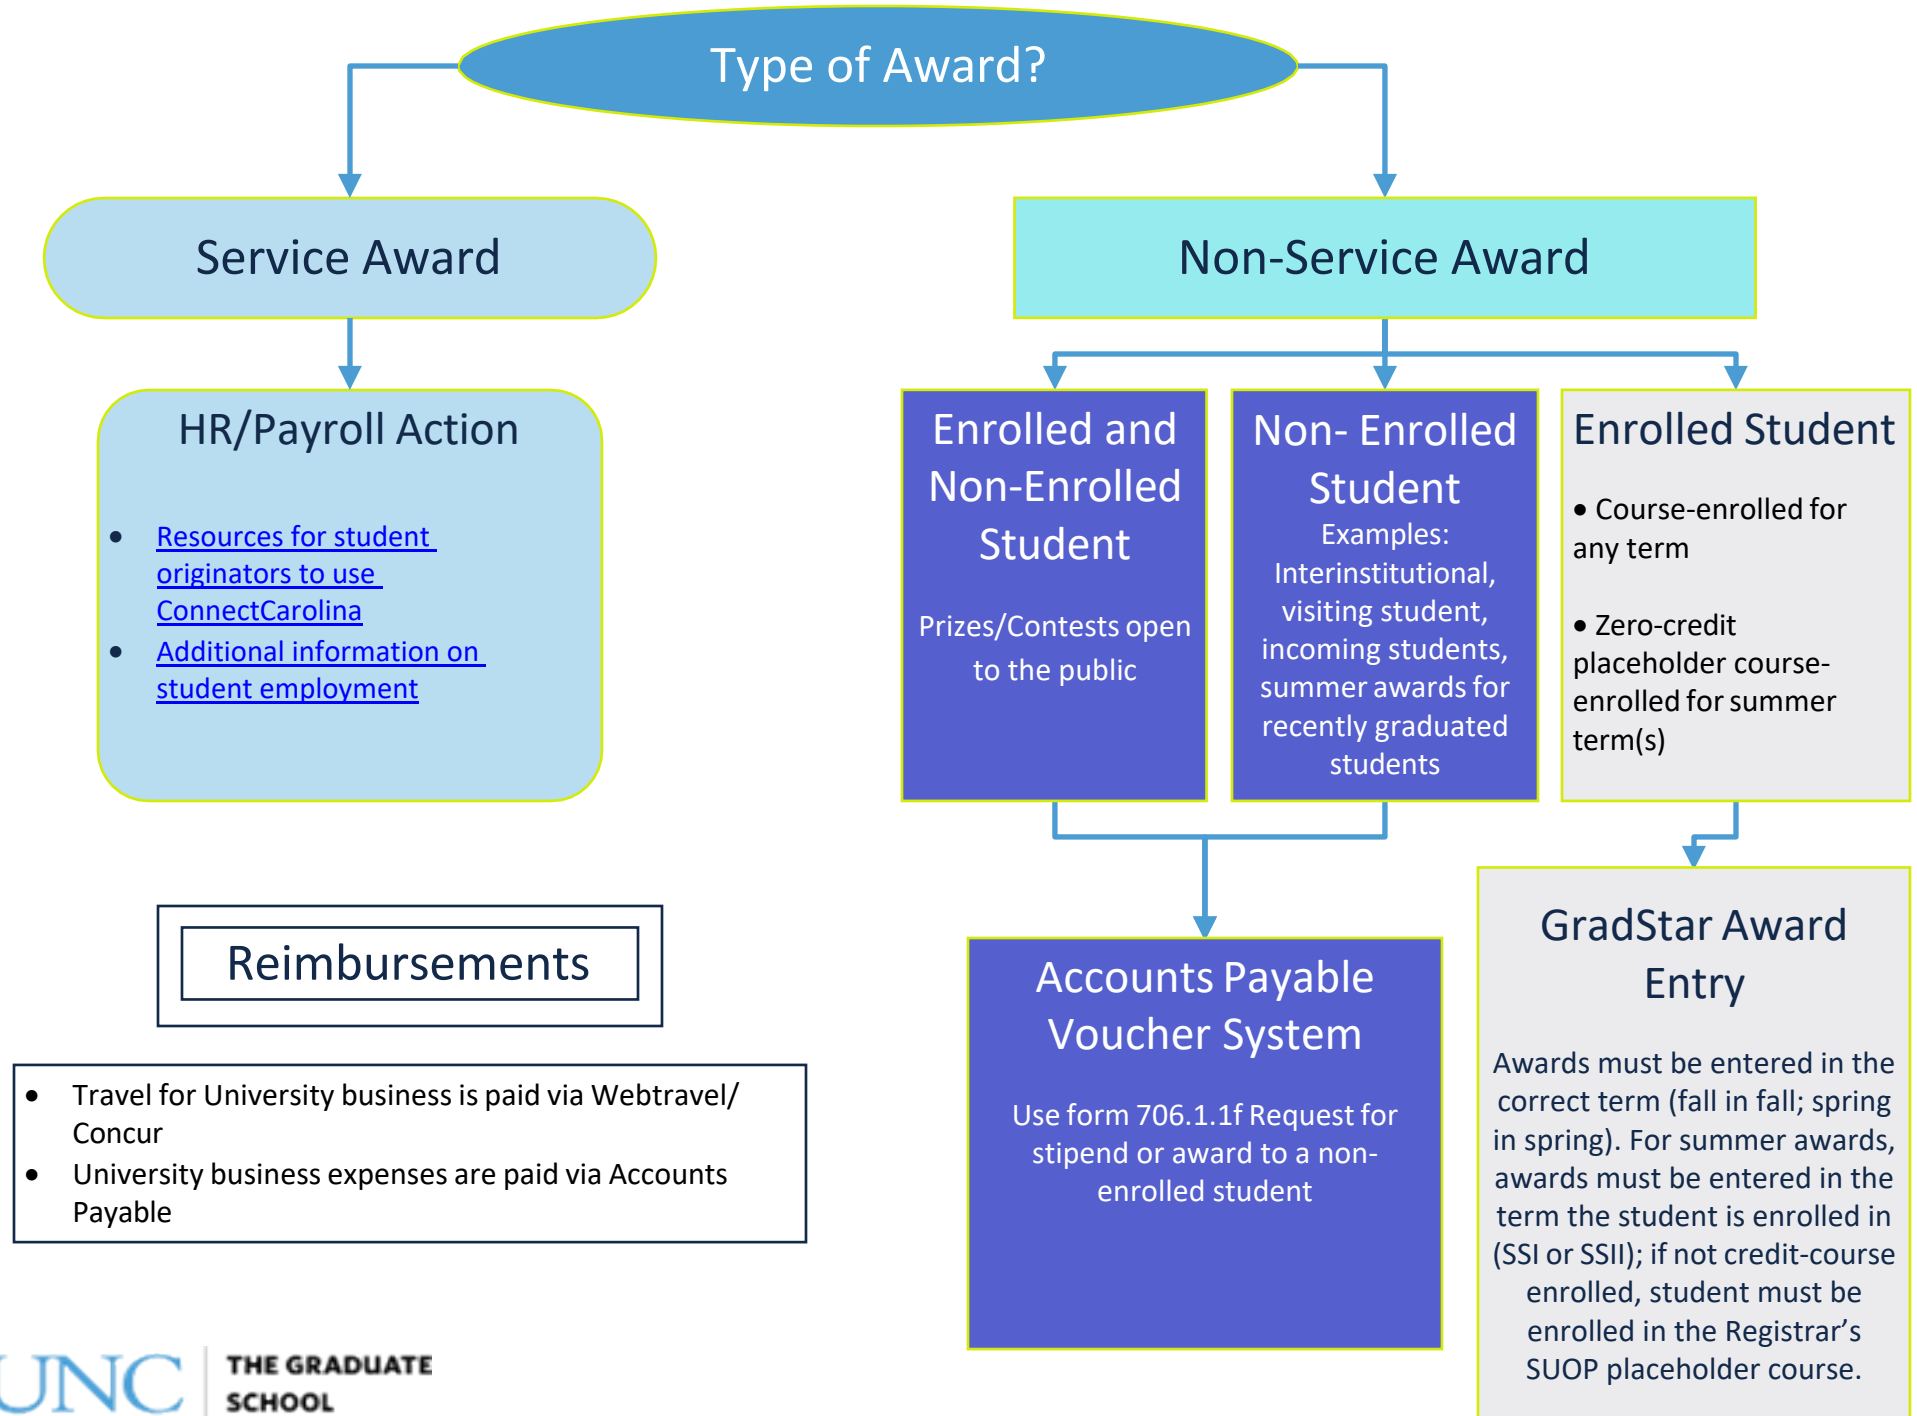 Type of Award?
Service Award
Non-Service Award
HR/Payroll Action
• Resources for student
originators to use
ConnectCarolina
• Additional information on
student employment
Enrolled and
Non-Enrolled
Student
Prizes/Contests open
to the public
Non- Enrolled
Student
Examples:
Interinstitutional,
visiting student,
incoming students,
summer awards for
recently graduated
students
Enrolled Student
• Course-enrolled for
any term
• Zero-credit
placeholder course-
enrolled for summer
term(s)
Reimbursements
• Travel for University business is paid via Webtravel/
Concur
• University business expenses are paid via Accounts
Payable
Accounts Payable
Voucher System
Use form 706.1.1f Request for
stipend or award to a non-
enrolled student
GradStar Award
Entry
Awards must be entered in the
correct term (fall in fall; spring
in spring). For summer awards,
awards must be entered in the
term the student is enrolled in
(SSI or SSII); if not credit-course
enrolled, student must be
enrolled in the Registrar’s
SUOP placeholder course.
UNC
THE GRADUATE
SCHOOL